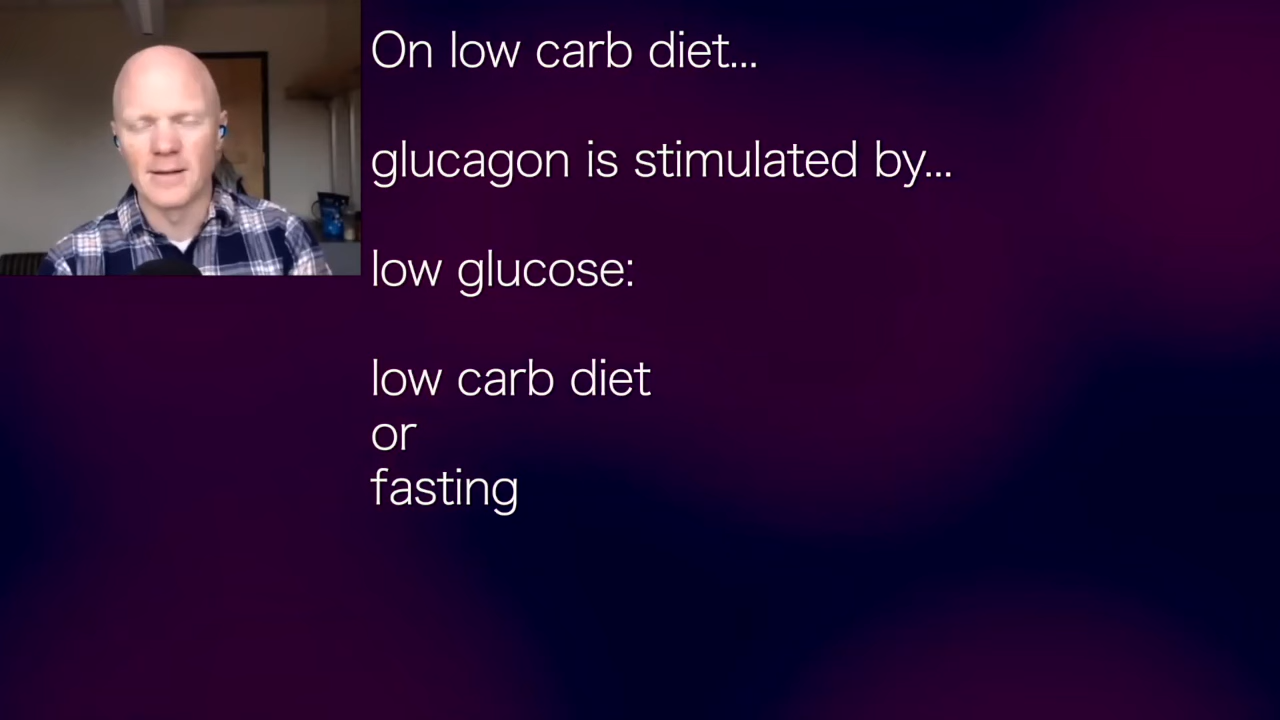 On low carb diet...
glucagon is stimulated by...
low glucose:
low carb diet
or
fasting